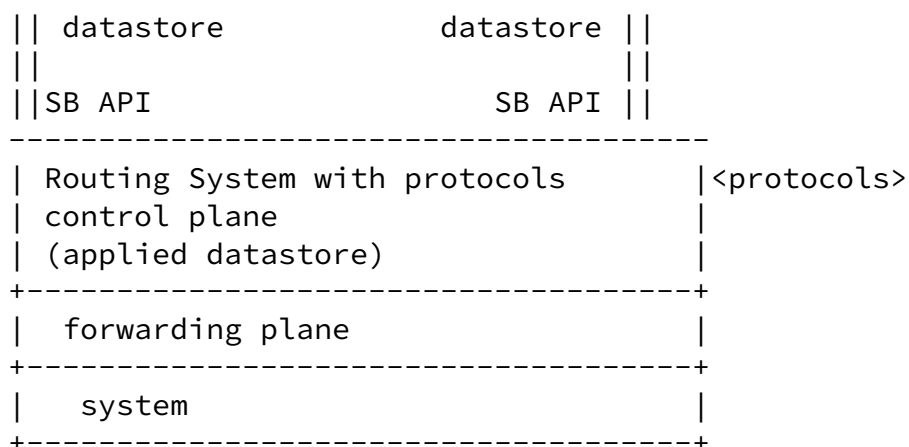 || datastore            datastore ||
||                                ||
||SB API                   SB API ||
---------------------------------------
| Routing System with protocols       |<protocols>
| control plane                       |
| (applied datastore)                 |
+-------------------------------------+
|  forwarding plane                   |
+-------------------------------------+
|   system                            |
+-------------------------------------+